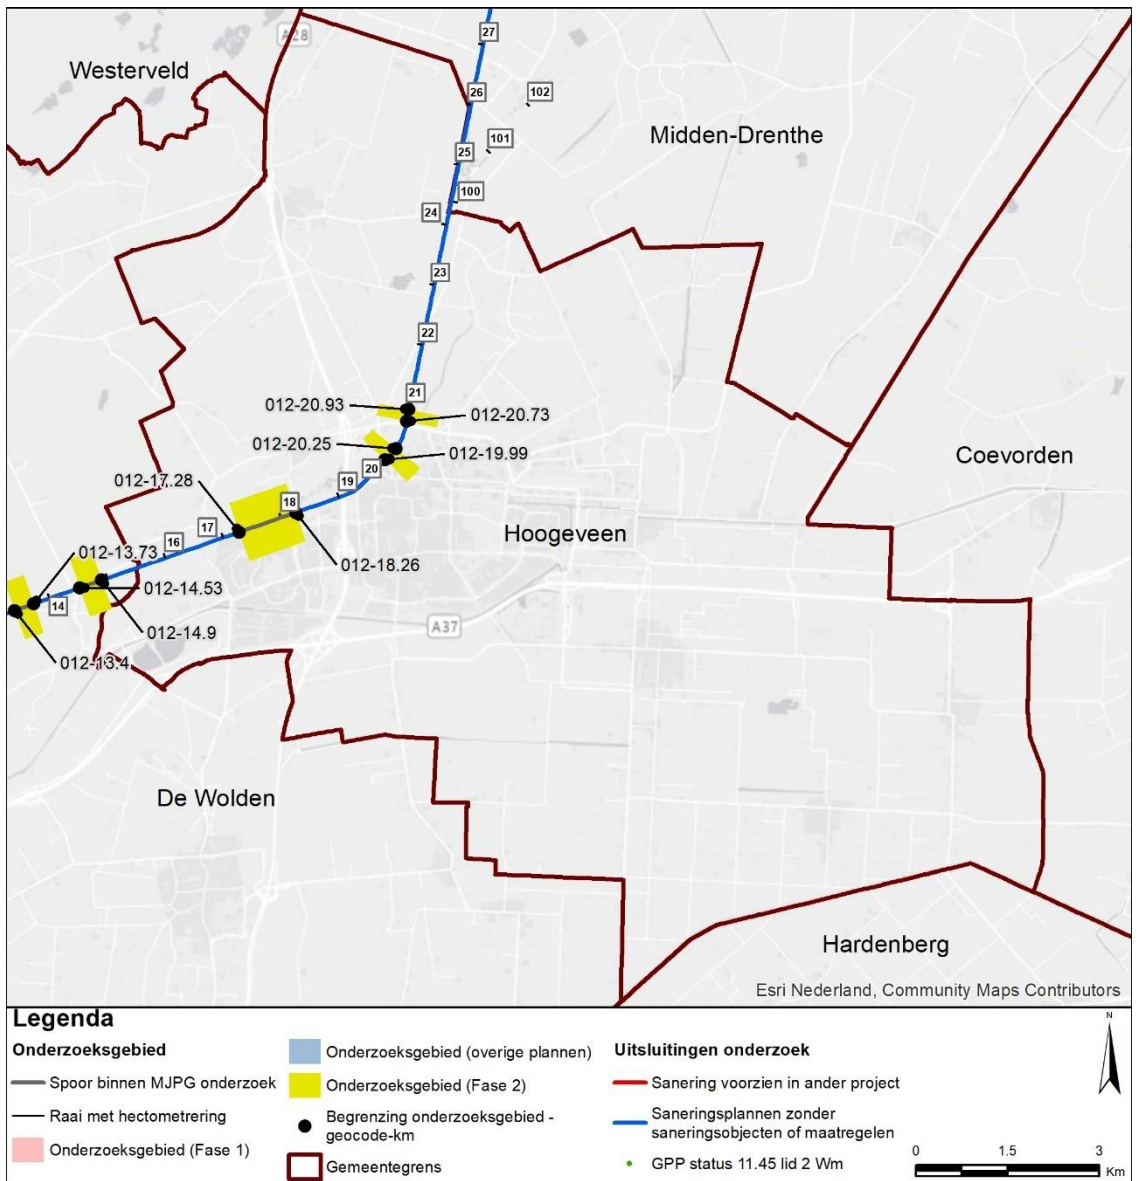 27
A28
Westerveld
26
102
Midden-Drenthe
101
25
100
24
23
22
21
012-20.93
012-20.73
012-20.25
012-19.99
Coevorden
20
19
012-17.28
18
17
Hoogeveen
16
012-13.73
012-18.26
012-14.53
14
A37
012-14.9
012-13.4
De Wolden
Hardenberg
Esri Nederland, Community Maps Contributors
Legenda
Onderzoeksgebied
Spoor binnen MJPG onderzoek
Raai met hectometrering
Onderzoeksgebied (Fase 1)
Onderzoeksgebied (overige plannen)
Onderzoeksgebied (Fase 2)
Begrenzing onderzoeksgebied -
geocode-km
Gemeentegrens
Uitsluitingen onderzoek
Sanering voorzien in ander project
Saneringsplannen zonder
saneringsobjecten of maatregelen
GPP status 11.45 lid 2 Wm
N
0 1.5 3
Km